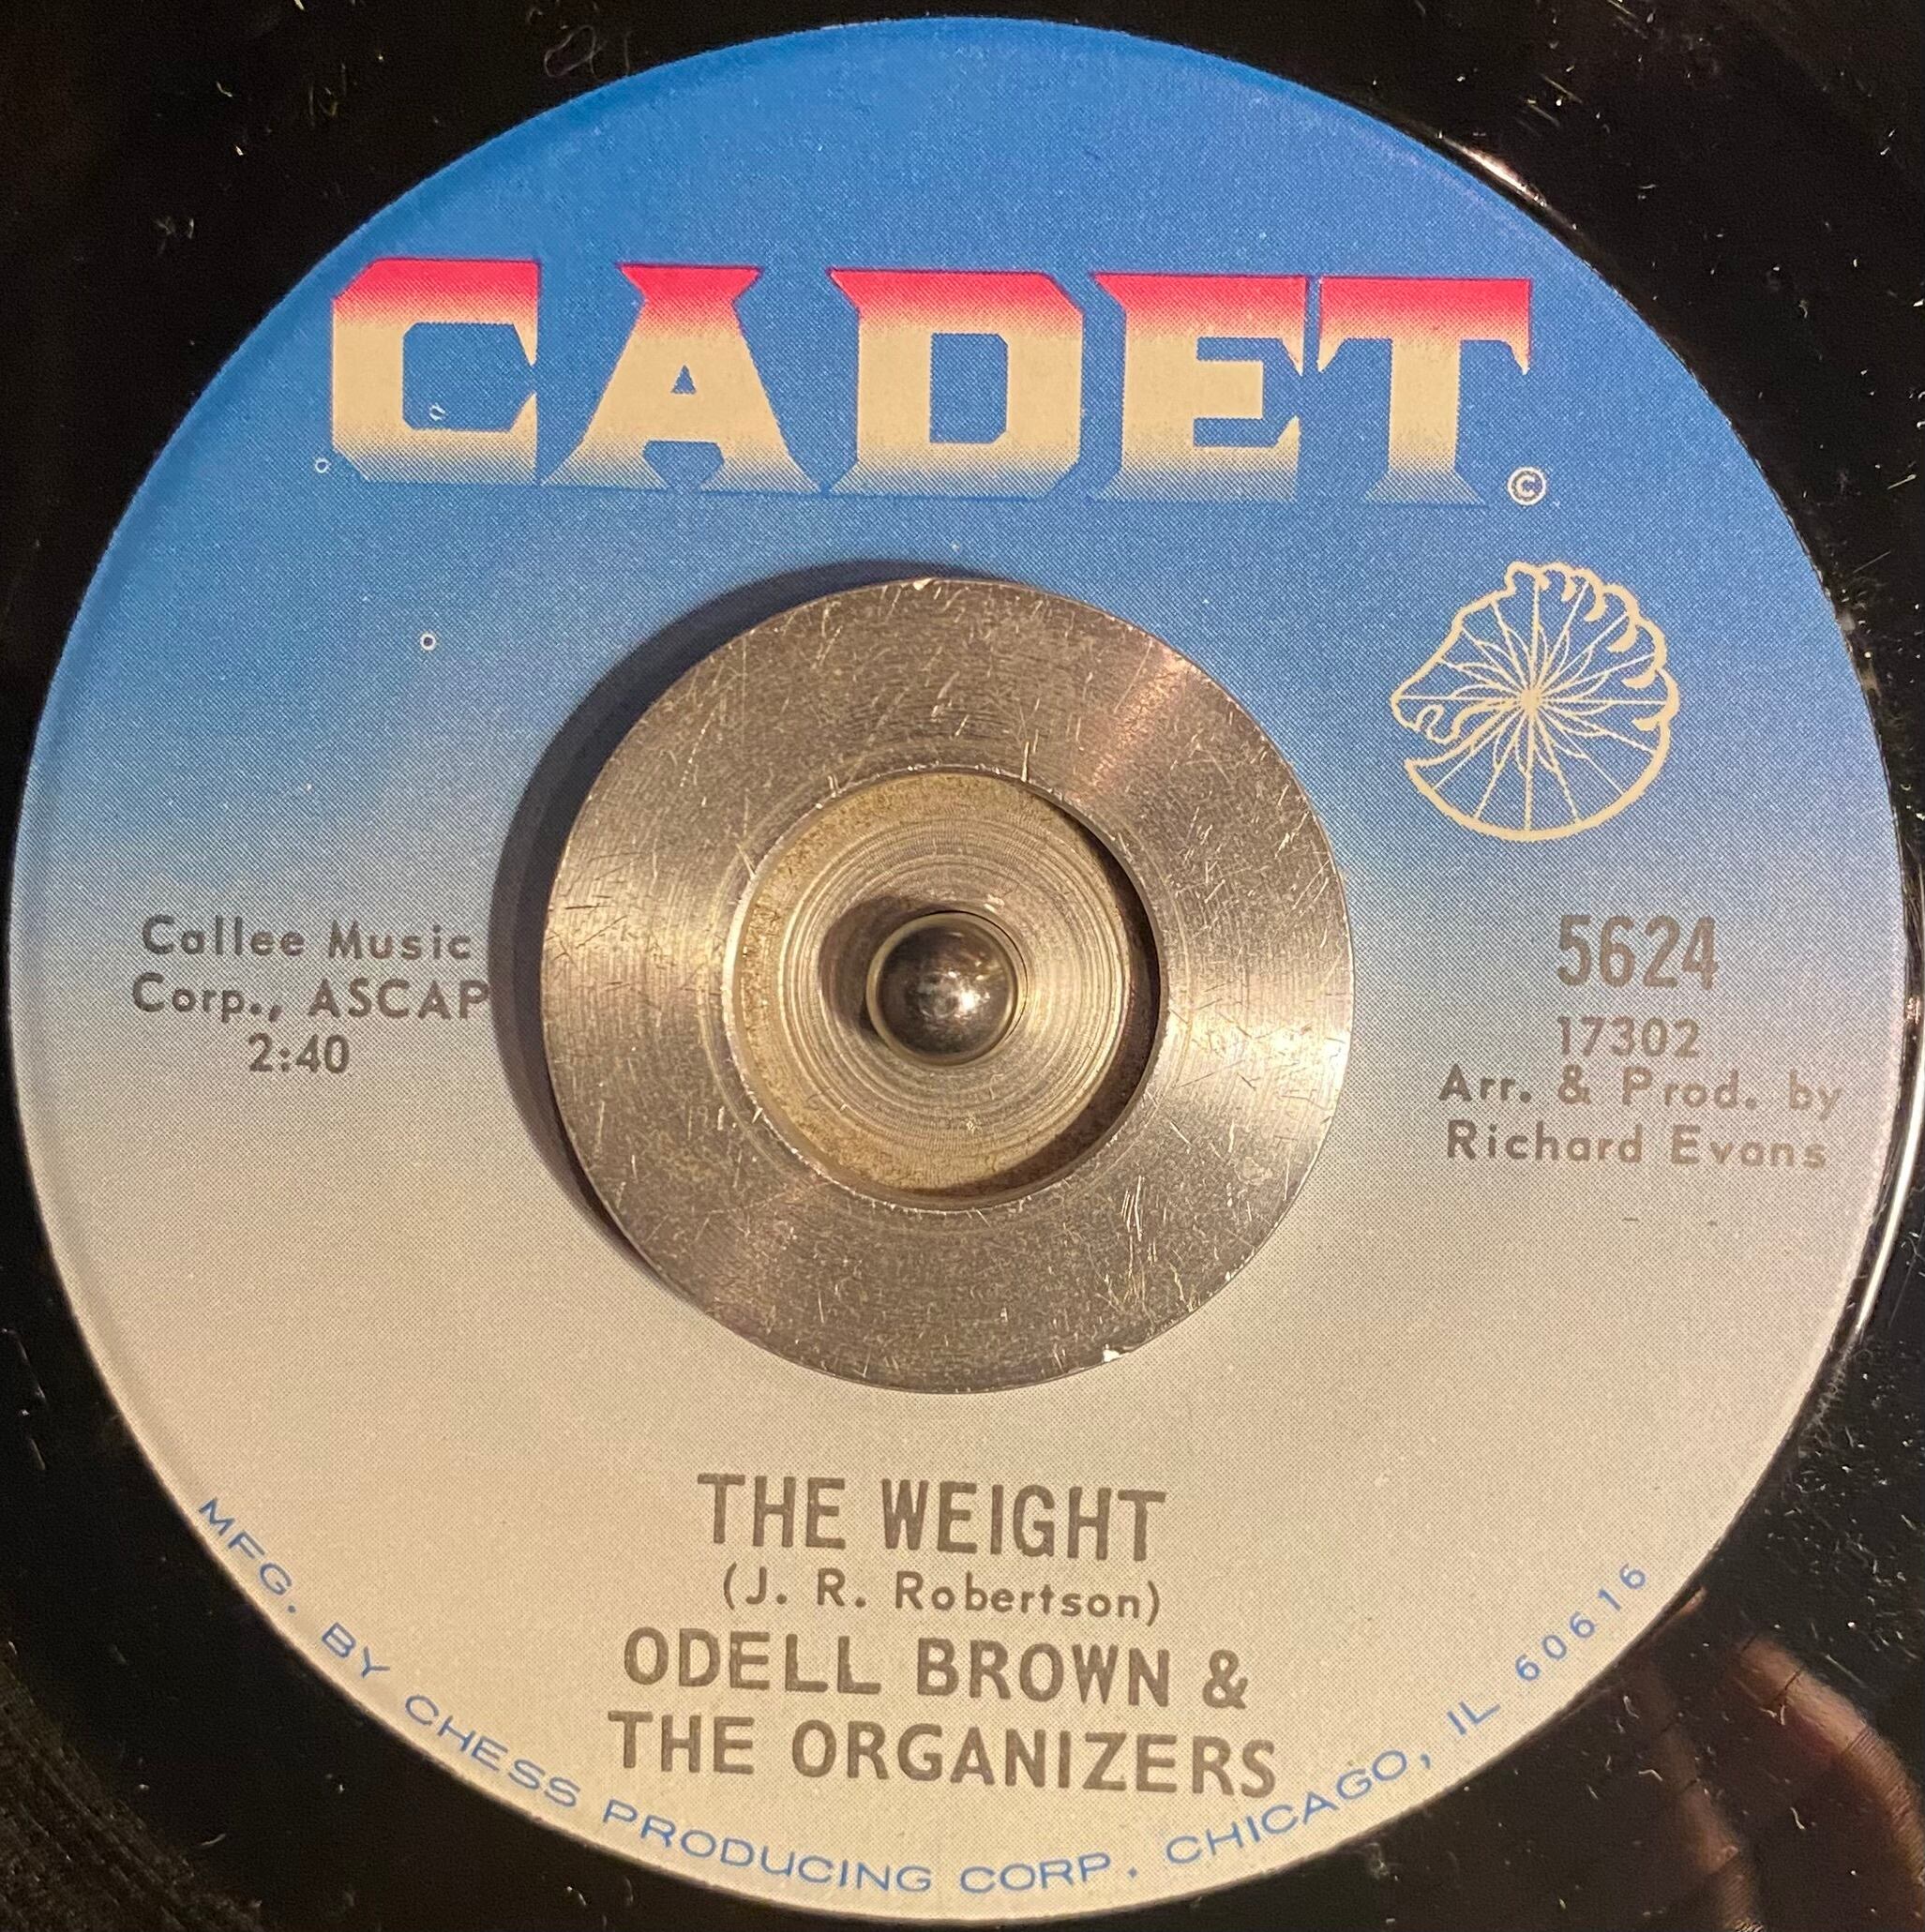 CADET
©
Callee Music
Corp., ASCAP
2:40
5624
17302
Arr. & Prod. by
Richard Evans
THE WEIGHT
(J. R. Robertson)
ODELL BROWN &
THE ORGANIZERS
MFG. BY CHESS PRODUCING CORP. CHICAGO, IL 60616